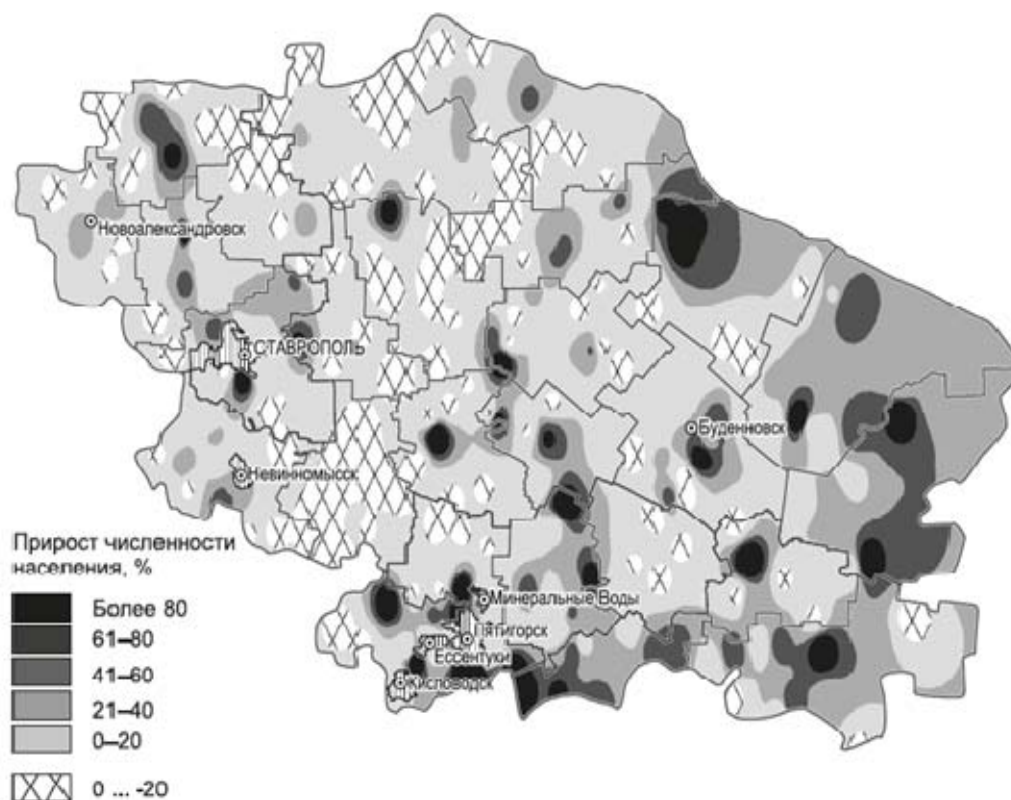 Новоалександровск
СТАВРОПОЛЬ
Буденновск
Невинномысск
Минеральные Воды
Пятигорск
Ессентуки
Кисловодск
Прирост численности
населения, %
Более 80
61–80
41–60
21–40
0–20
0 ... -20